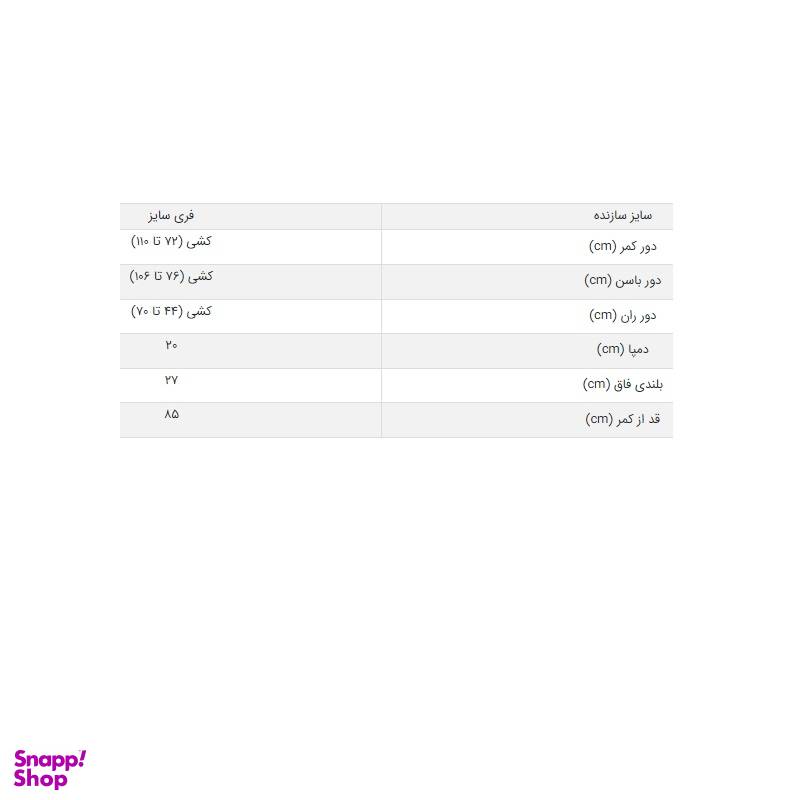 سایز سازنده فری سایز
دور کمر (cm) کشی (۷۲ تا ۱۱۰)
دور باسن (cm) کشی (۷۶ تا ۱۰۶)
دور ران (cm) کشی (۴۴ تا ۷۰)
دمپا (cm) ۲۰
بلندی فاق (cm) ۲۷
قد از کمر (cm) ۸۵
Snapp!
Shop